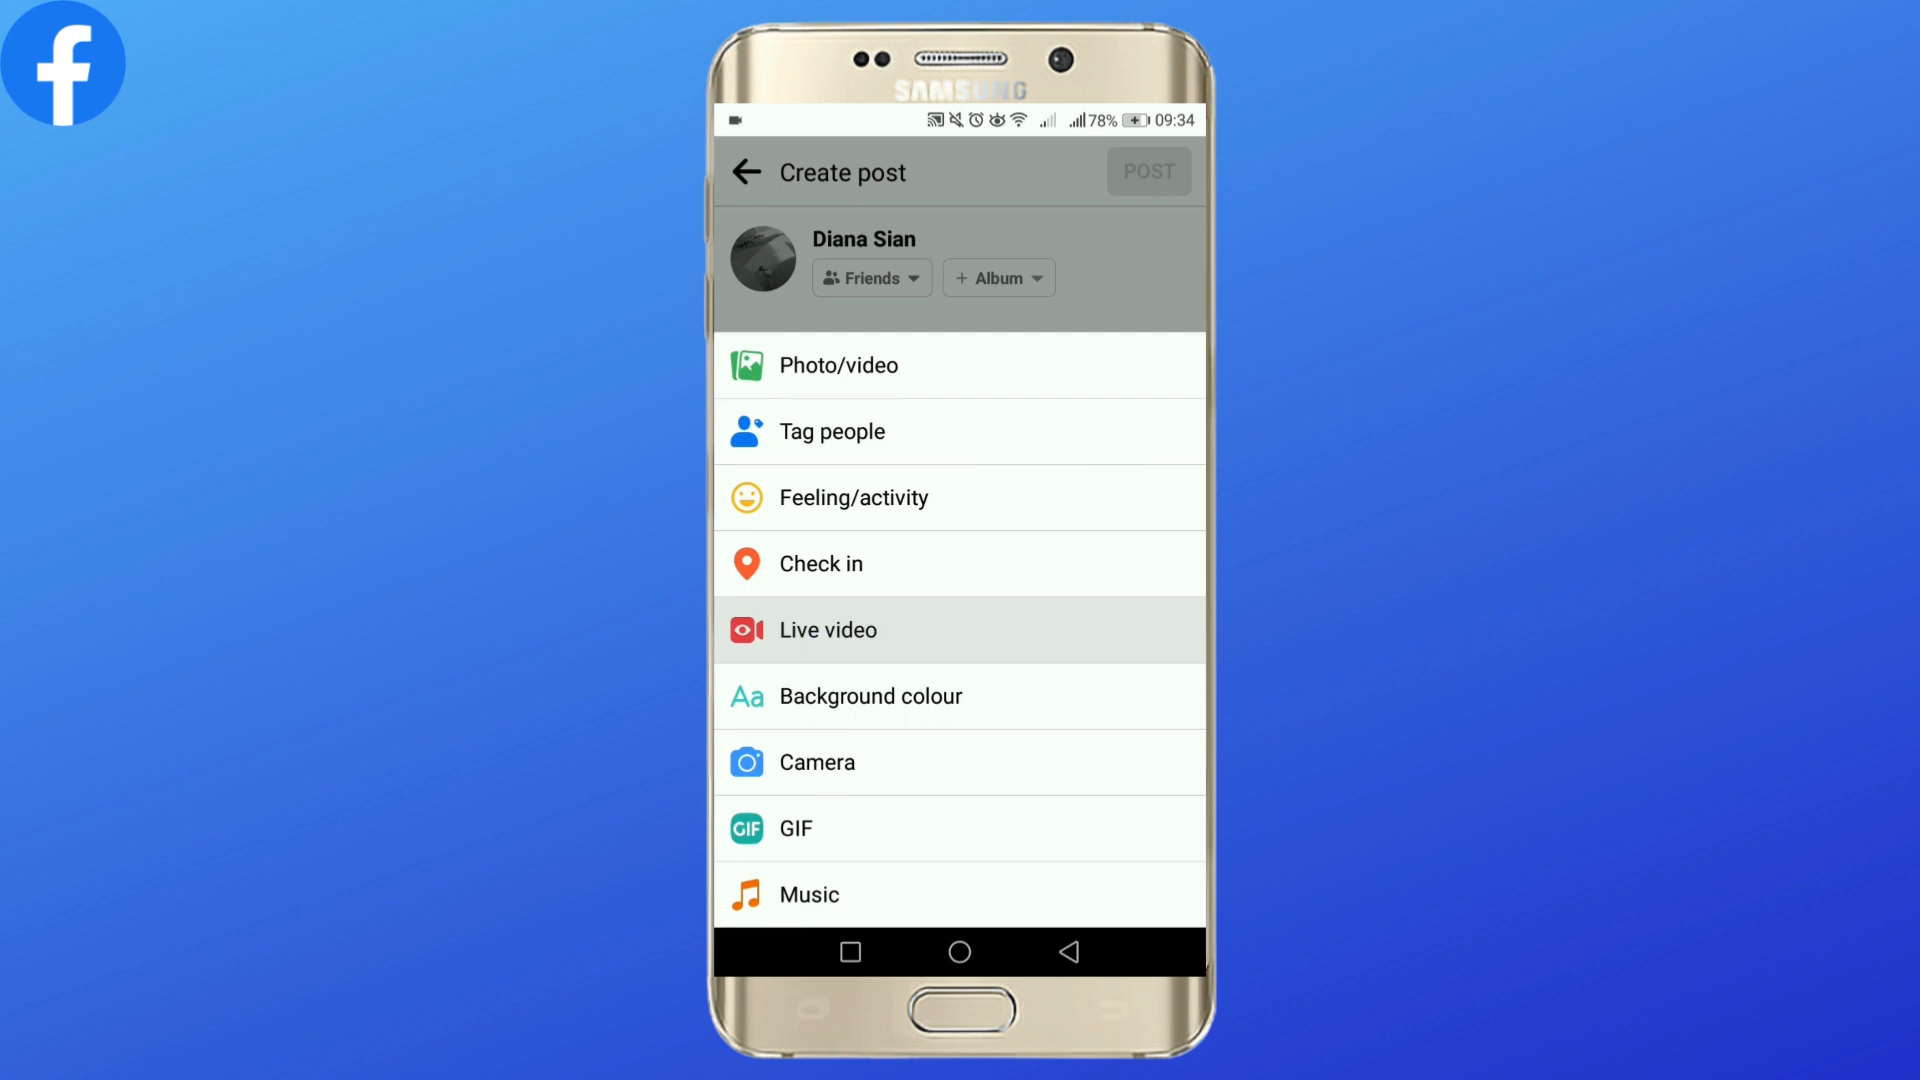 SAMSUNG
78% 09:34
Create post
POST
Diana Sian
Friends
+ Album
Photo/video
Tag people
Feeling/activity
Check in
Live video
Aa Background colour
Camera
GIF GIF
Music